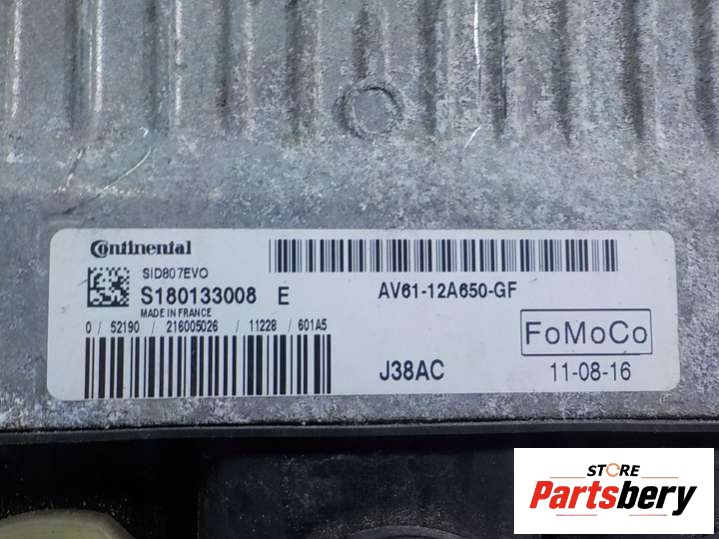 Continental
SID807EVO
S180133008 E
MADE IN FRANCE
0 / 52190 / 216005026 / 11228 / 601A5
AV61-12A650-GF
FoMoCo
J38AC
11-08-16
STORE
Partsbery